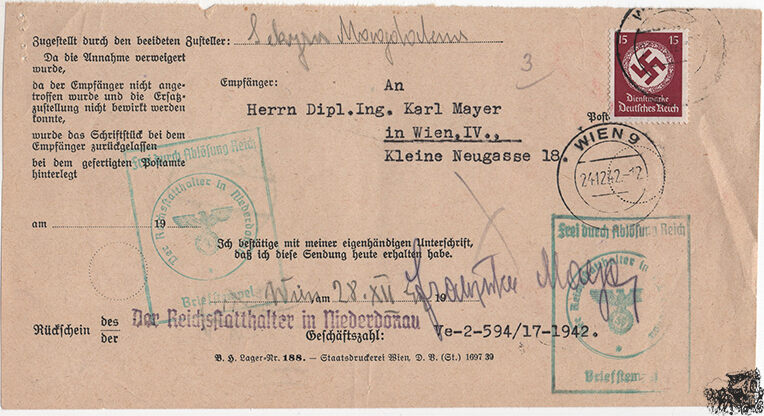 Zugestellt durch den beeideten Zusteller:
Da die Annahme verweigert
wurde,
da der Empfänger nicht ange-
troffen wurde und die Ersatz-
zustellung nicht bewirkt werden
konnte,
wurde das Schriftstück bei dem
Empfänger zurückgelassen
bei dem gefertigten Postamte
hinterlegt
am 19
3
Empfänger:
An
Herrn Dipl.Ing. Karl Mayer
in Wien,IV.,
Kleine Neugasse 18
Post
15 15
Dienstmarke
Deutsches Reich
WIEN 9
24.12.42.-12
Frei durch Ablösung Reich
Der Reichsstatthalter in Niederdonau
Briefstempel
Ich bestätige mit meiner eigenhändigen Unterschrift,
daß ich diese Sendung heute erhalten habe.
Wien am 28. XII 19
Frei durch Ablösung Reich
Der Reichsstatthalter in
Briefstempel
Rückschein des/der
Der Reichsstatthalter in Niederdonau
Geschäftszahl: Ve-2-594/17-1942.
B. H. Lager-Nr. 188. – Staatsdruckerei Wien, D. B. (St.) 1697 39